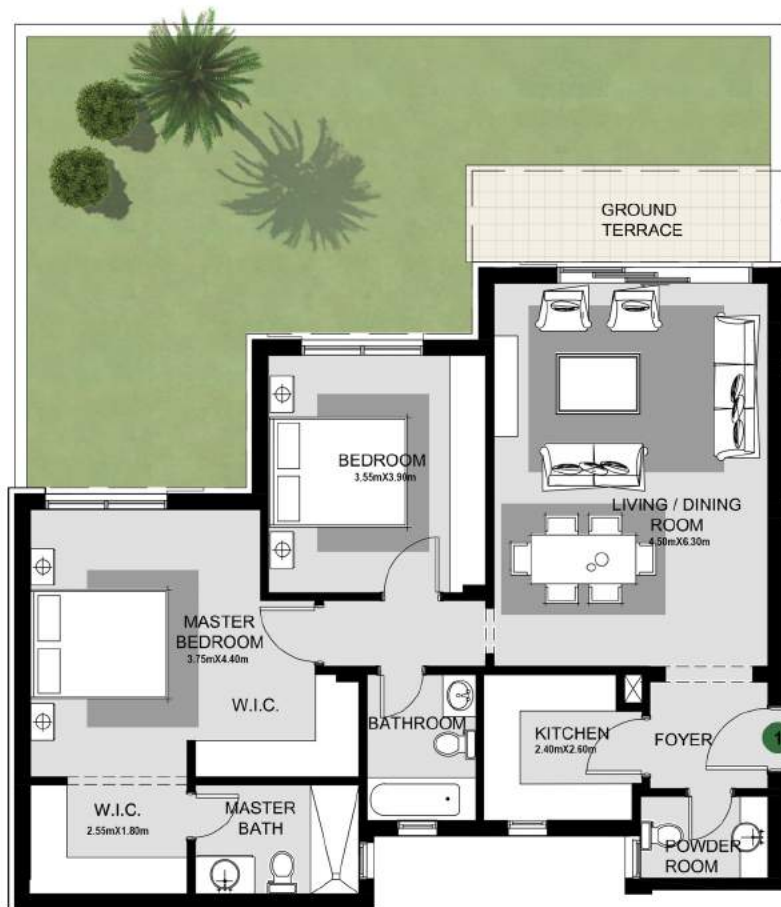 GROUND
TERRACE
BEDROOM
3.55mX3.90m
LIVING / DINING
ROOM
4.50mX6.30m
MASTER
BEDROOM
3.75mX4.40m
W.I.C.
BATHROOM
KITCHEN
2.40mX2.60m
FOYER
1
W.I.C.
2.55mX1.80m
MASTER
BATH
POWDER
ROOM